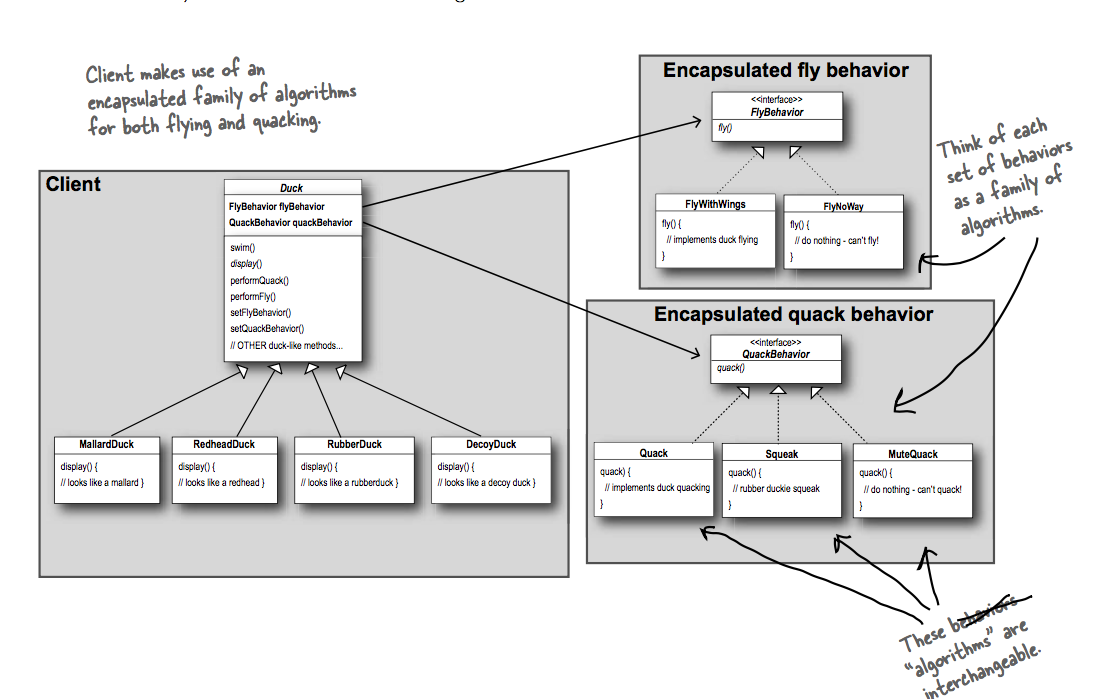 Client makes use of an
encapsulated family of algorithms
for both flying and quacking.
Client
Duck
FlyBehavior flyBehavior
QuackBehavior quackBehavior
swim()
display()
performQuack()
performFly()
setFlyBehavior()
setQuackBehavior()
// OTHER duck-like methods...
MallardDuck
display() {
// looks like a mallard }
RedheadDuck
display() {
// looks like a redhead }
RubberDuck
display() {
// looks like a rubberduck }
DecoyDuck
display() {
// looks like a decoy duck }
Encapsulated fly behavior
<<interface>>
FlyBehavior
fly()
FlyWithWings
fly() {
// implements duck flying
}
FlyNoWay
fly() {
// do nothing - can't fly!
}
Think of each
set of behaviors
as a family of
algorithms.
Encapsulated quack behavior
<<interface>>
QuackBehavior
quack()
Quack
quack) {
// implements duck quacking
}
Squeak
quack() {
// rubber duckie squeak
}
MuteQuack
quack() {
// do nothing - can't quack!
}
These behaviors
"algorithms" are
interchangeable.